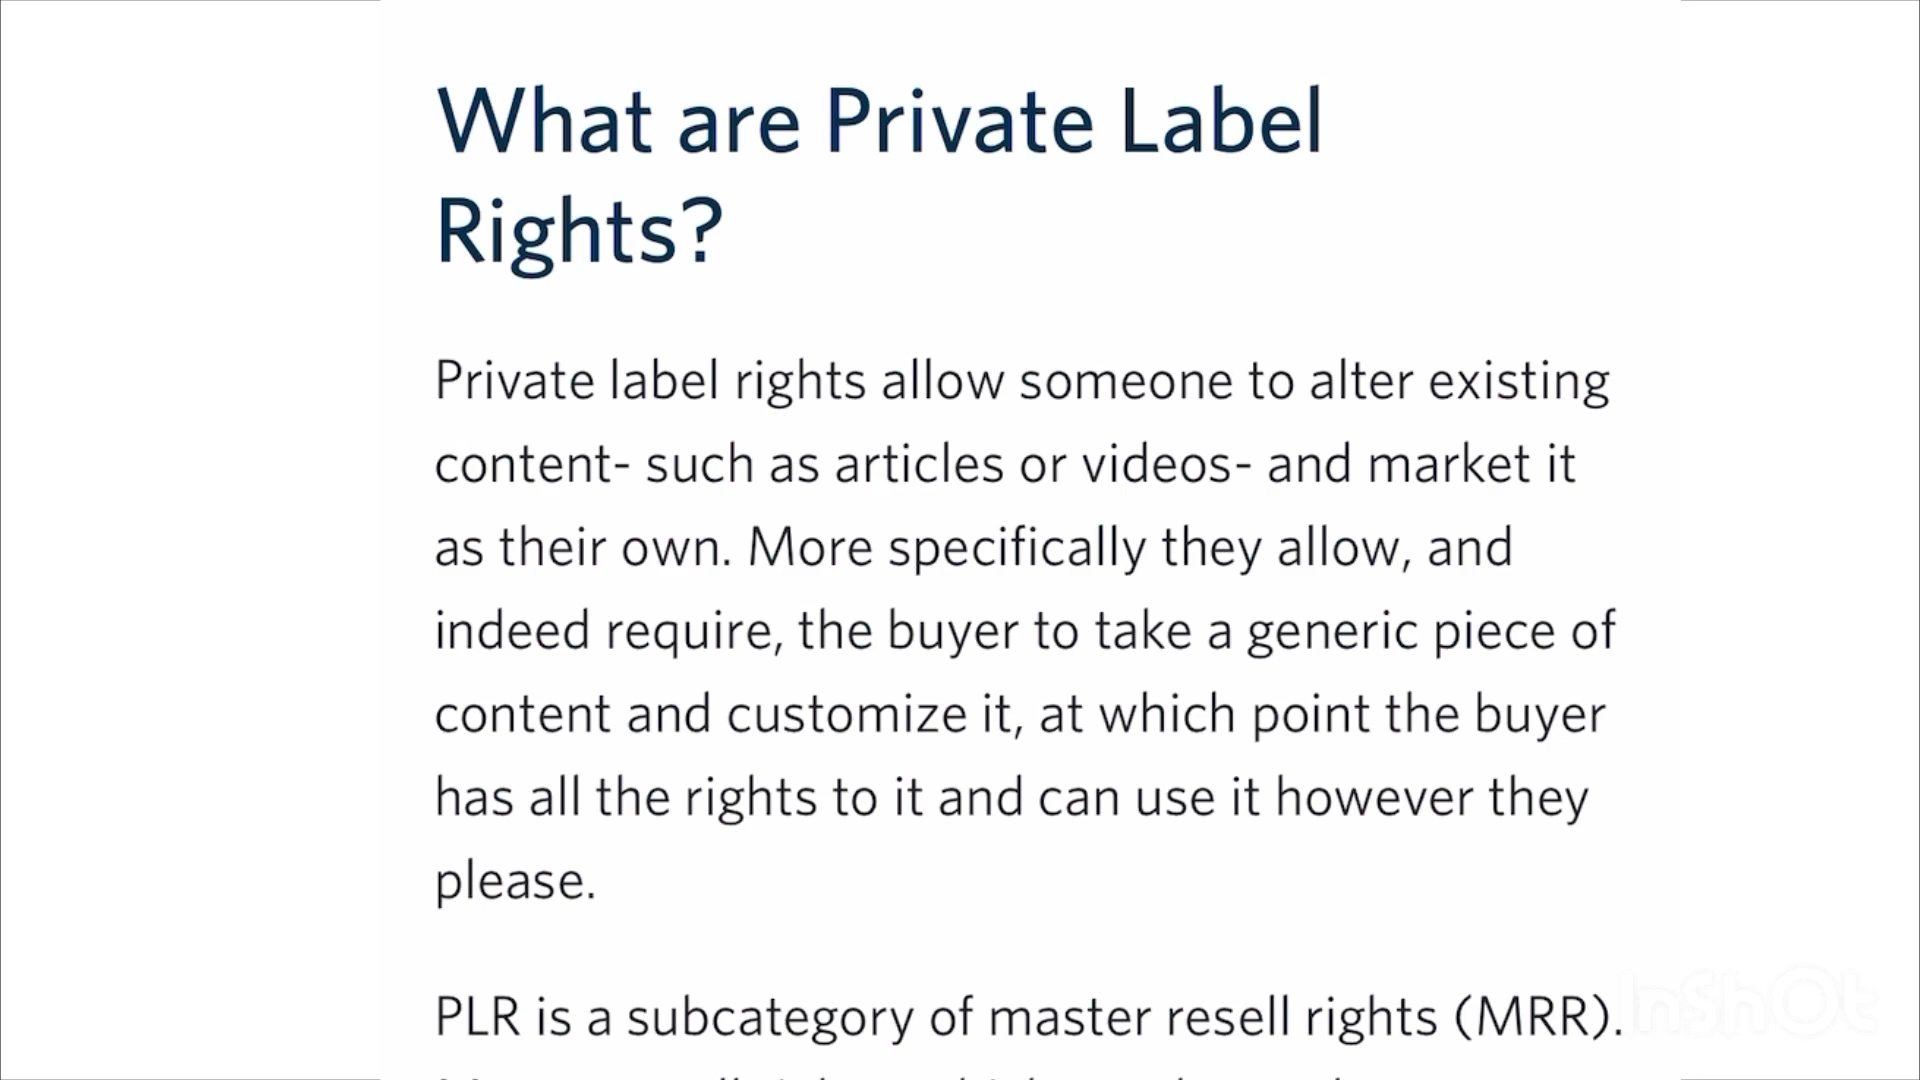 What are Private Label
Rights?
Private label rights allow someone to alter existing
content- such as articles or videos- and market it
as their own. More specifically they allow, and
indeed require, the buyer to take a generic piece of
content and customize it, at which point the buyer
has all the rights to it and can use it however they
please.
PLR is a subcategory of master resell rights (MRR).
InShOt